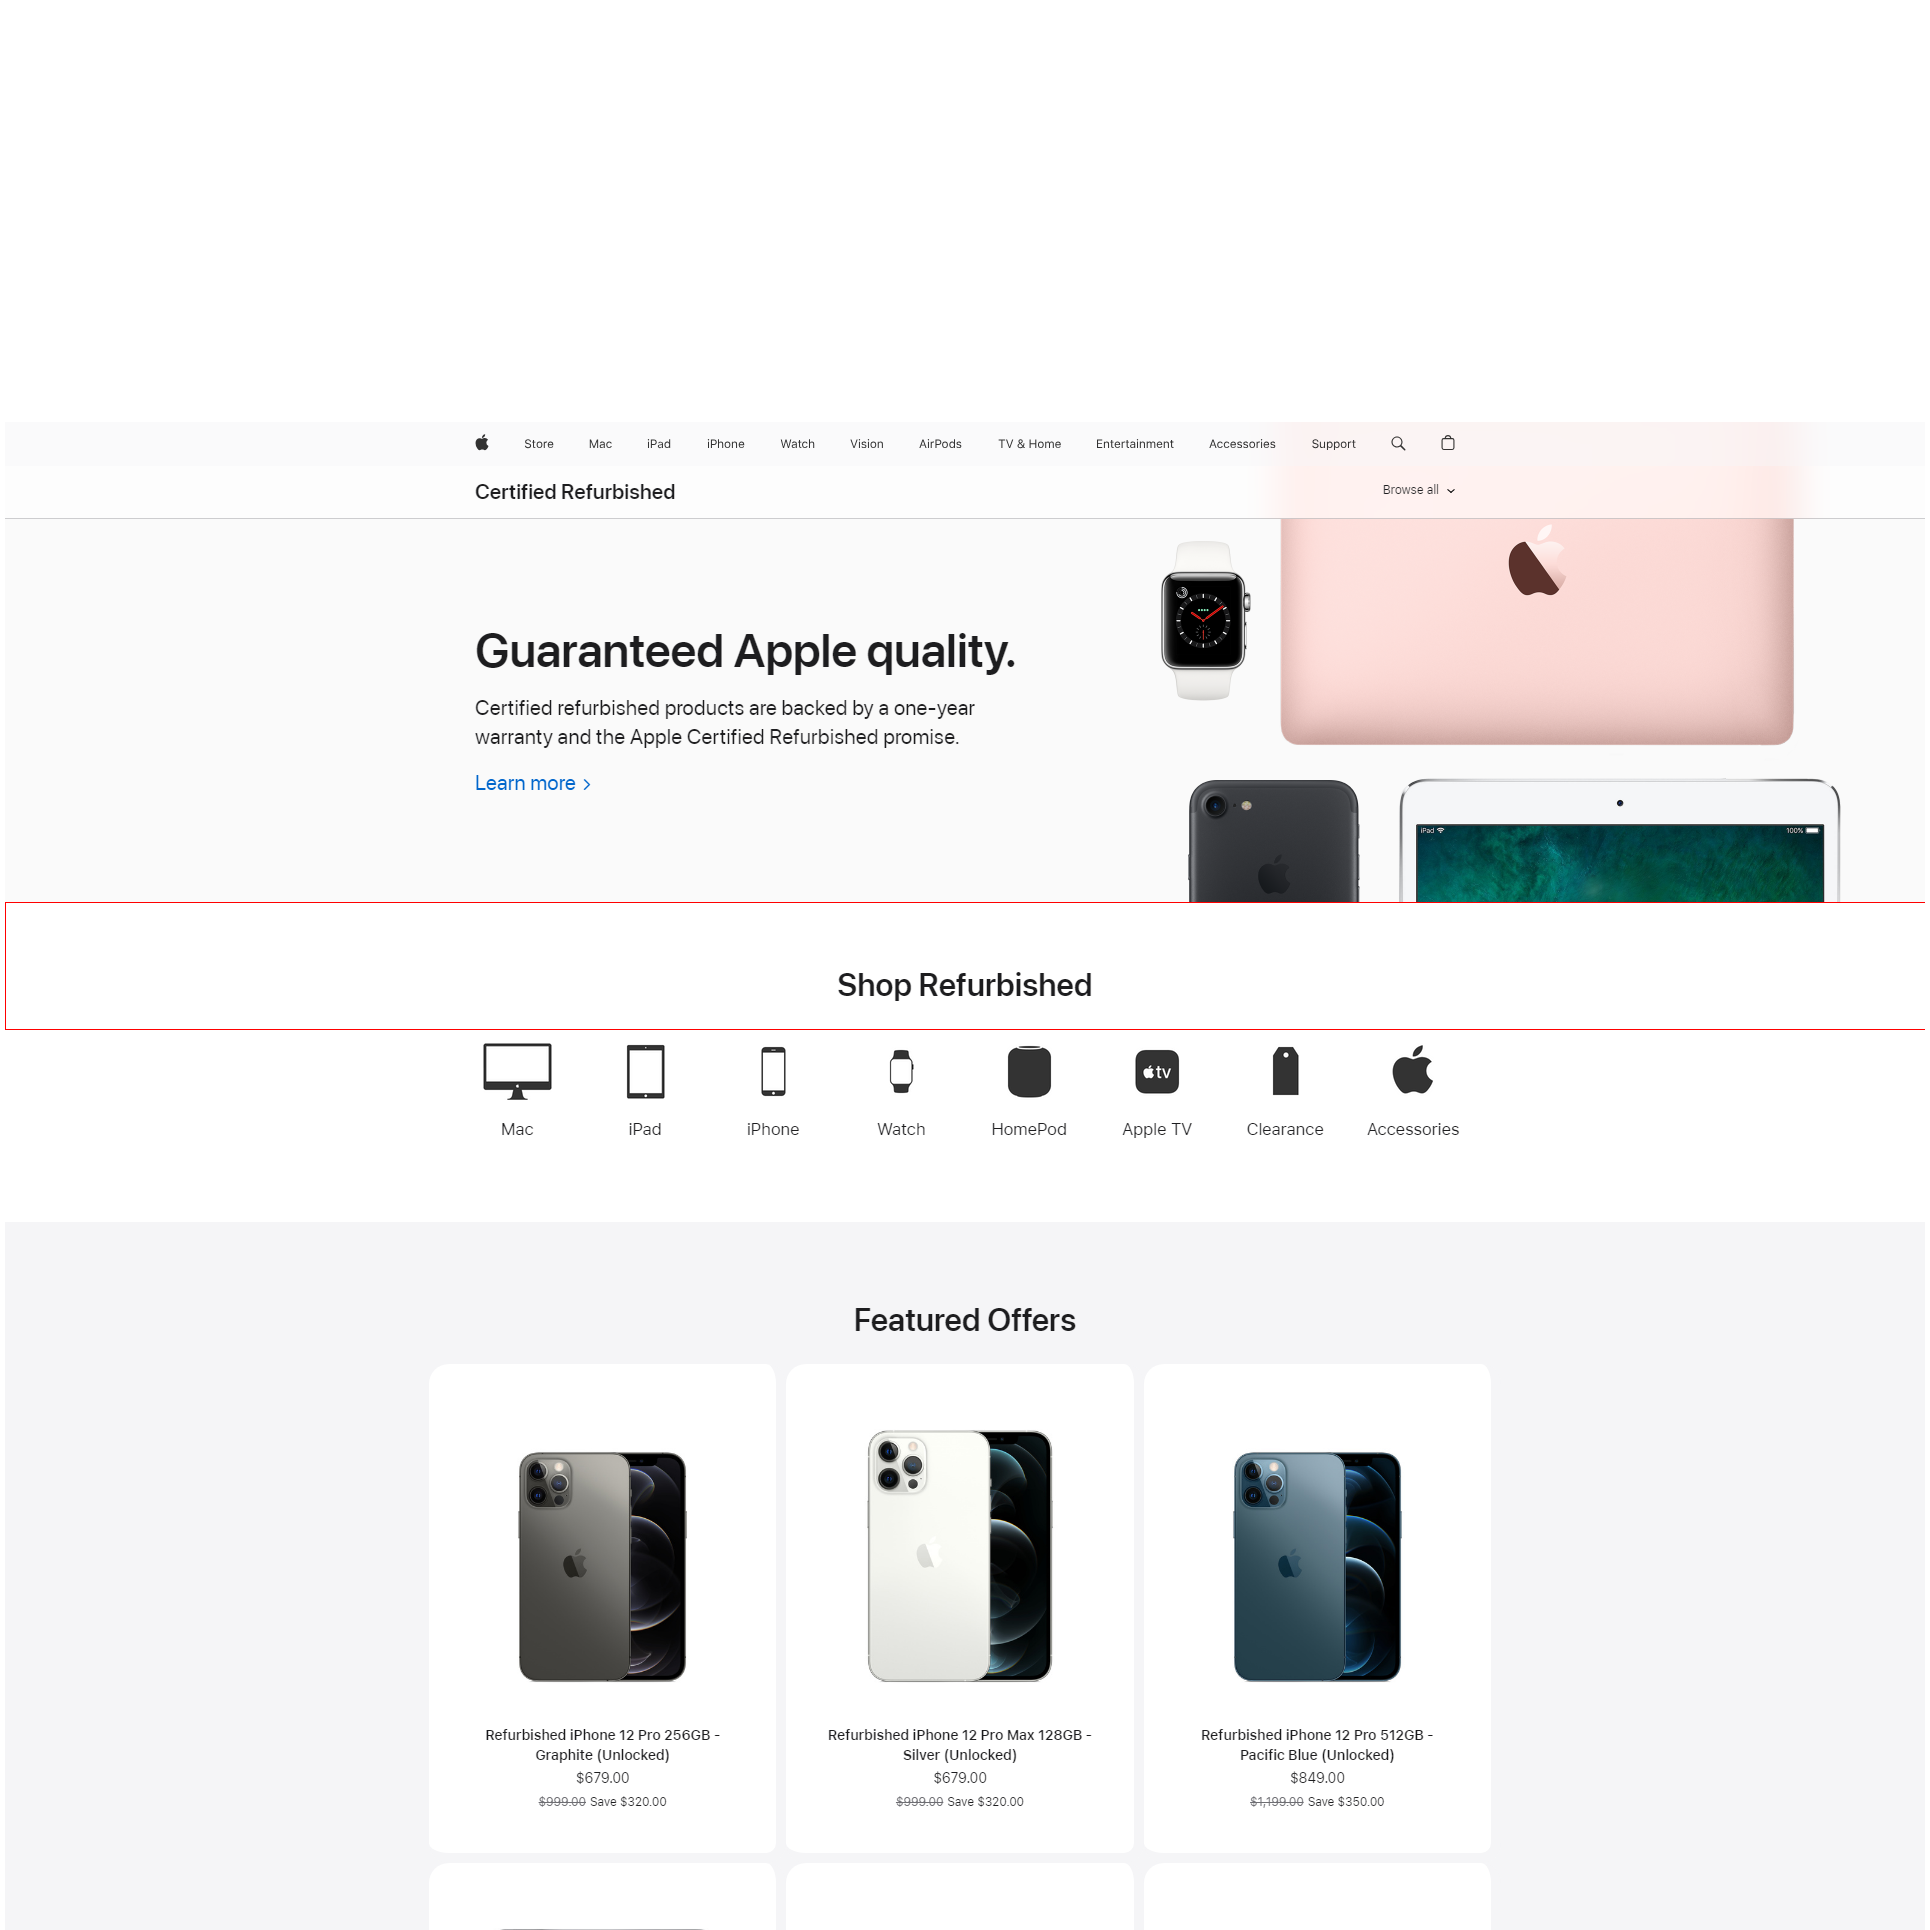 Store Mac iPad iPhone Watch Vision AirPods TV & Home Entertainment Accessories Support
Certified Refurbished
Browse all
Guaranteed Apple quality.
Certified refurbished products are backed by a one-year
warranty and the Apple Certified Refurbished promise.
Learn more
iPad 100%
Shop Refurbished
tv
Mac iPad iPhone Watch HomePod Apple TV Clearance Accessories
Featured Offers
Refurbished iPhone 12 Pro 256GB -
Graphite (Unlocked)
$679.00
$999.00 Save $320.00
Refurbished iPhone 12 Pro Max 128GB -
Silver (Unlocked)
$679.00
$999.00 Save $320.00
Refurbished iPhone 12 Pro 512GB -
Pacific Blue (Unlocked)
$849.00
$1,199.00 Save $350.00